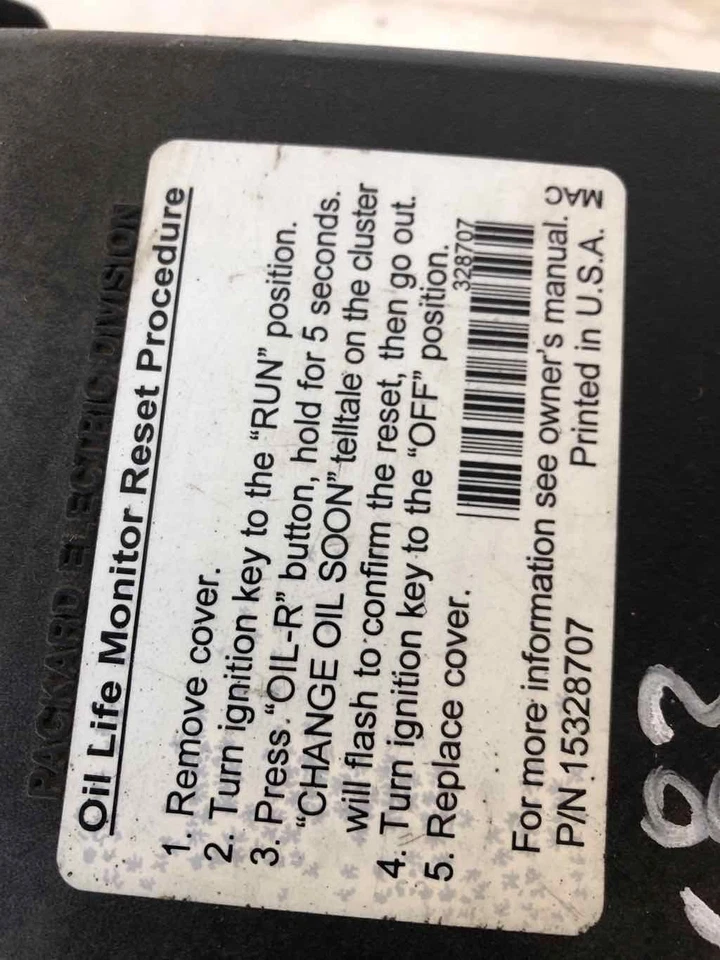 PACKARD ELECTRIC DIVISION
Oil Life Monitor Reset Procedure
1. Remove cover.
2. Turn ignition key to the "RUN" position.
3. Press "OIL-R" button, hold for 5 seconds.
"CHANGE OIL SOON" telltale on the cluster
will flash to confirm the reset, then go out.
4. Turn ignition key to the "OFF" position.
5. Replace cover.
328707
For more information see owner's manual.
P/N 15328707 Printed in U.S.A.